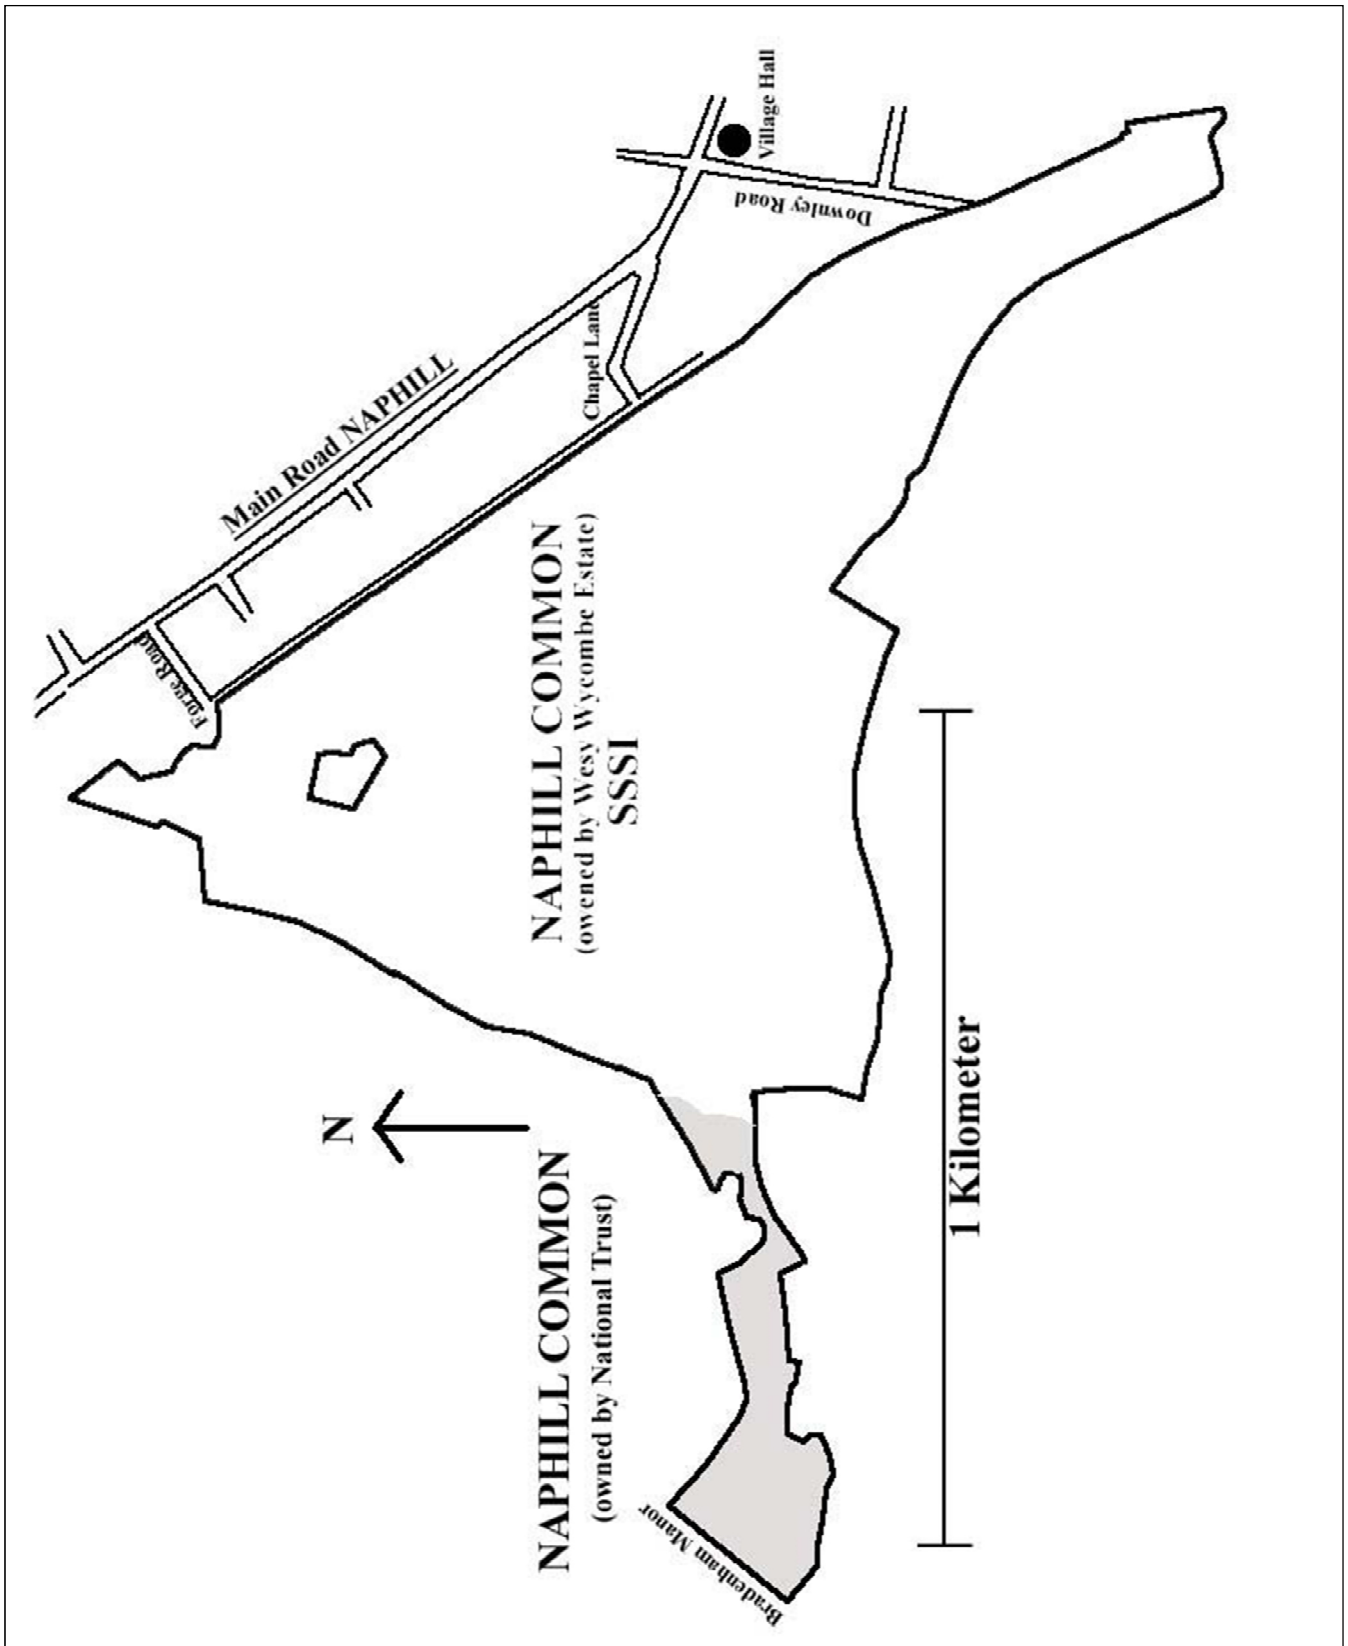 Main Road NAPHILL
Forge Road
Chapel Lane
Downley Road
Village Hall
NAPHILL COMMON
(owened by Wesy Wycombe Estate)
SSSI
N
NAPHILL COMMON
(owned by National Trust)
Bradenham Manor
1 Kilometer